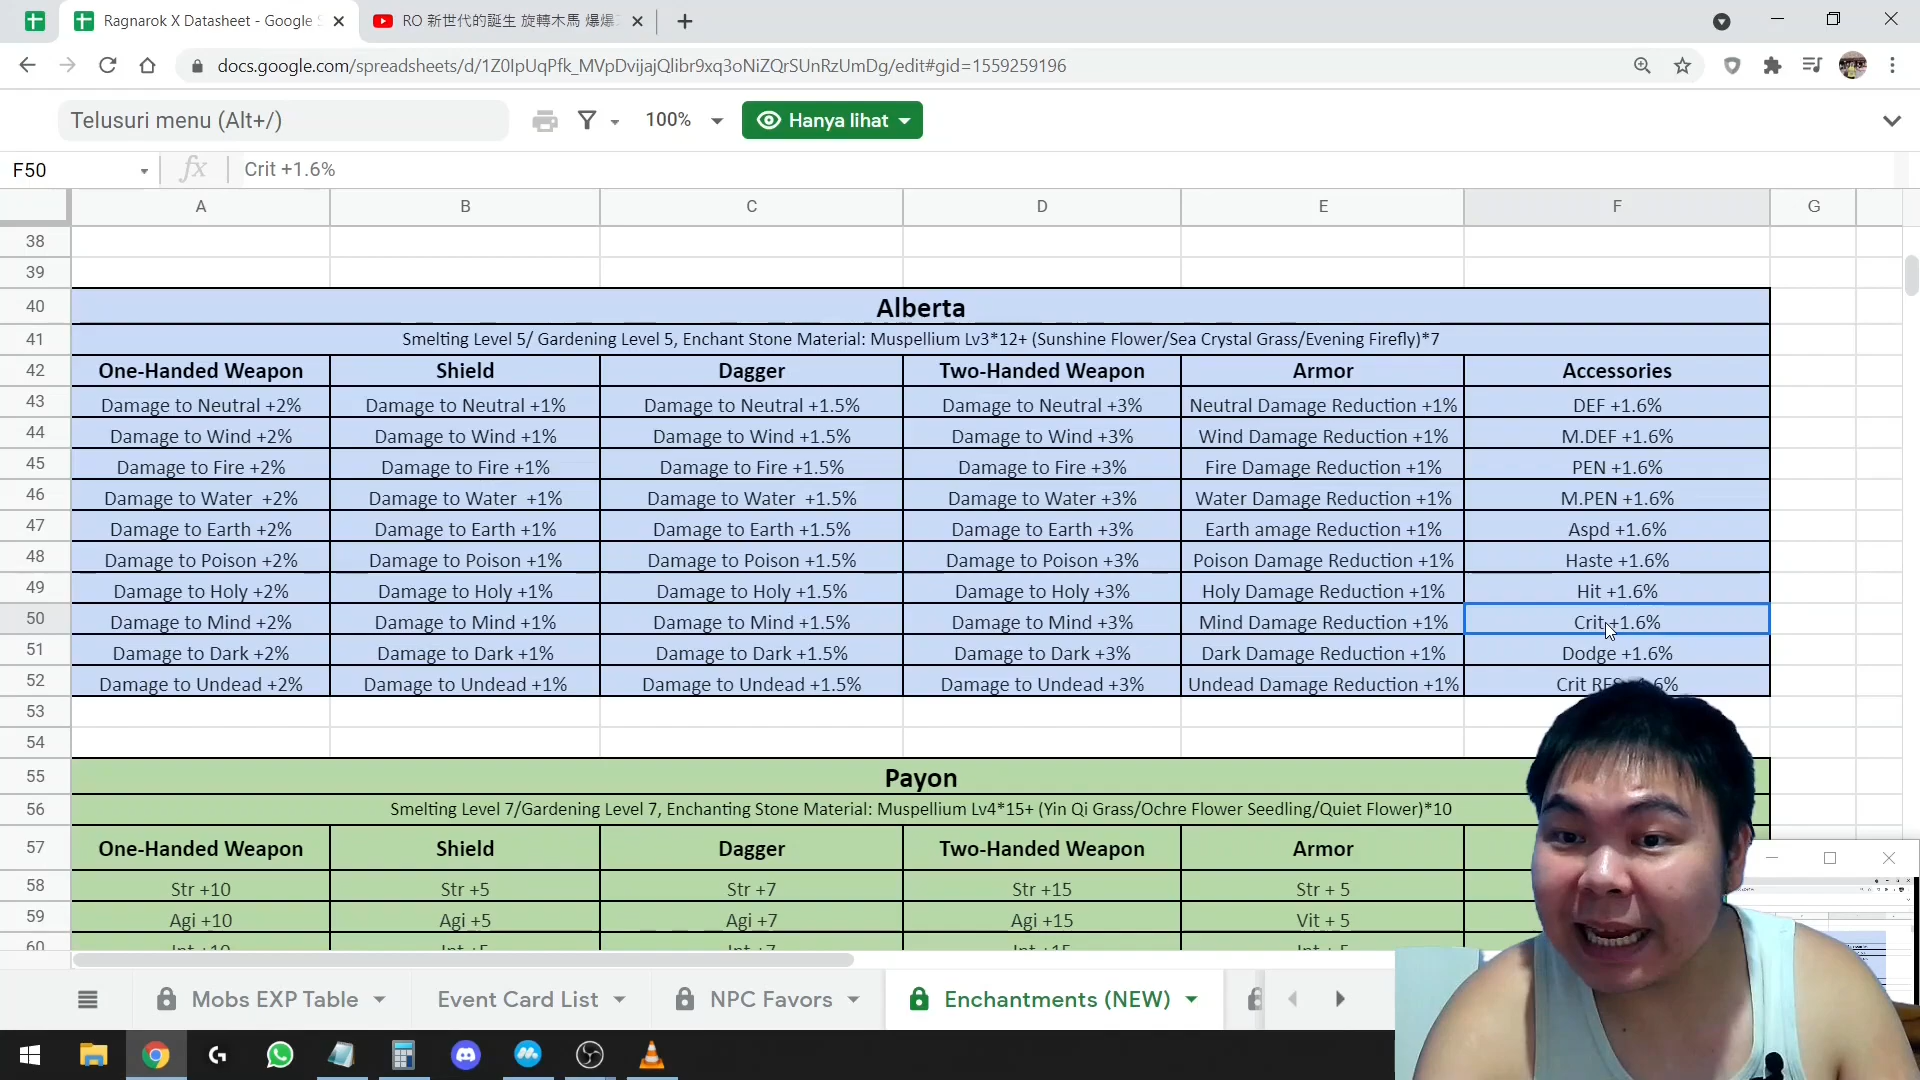 Ragnarok X Datasheet - Google S
RO 新世代的誕生 旋轉木馬 爆爆
docs.google.com/spreadsheets/d/1Z0IpUqPfk_MVpDvijajQlibr9xq3oNiZQrSUnRzUmDg/edit#gid=1559259196
Telusuri menu (Alt+/)
100%
Hanya lihat
F50
fx
Crit +1.6%
A B C D E F G
38
39
40 Alberta
41 Smelting Level 5/ Gardening Level 5, Enchant Stone Material: Muspellium Lv3*12+ (Sunshine Flower/Sea Crystal Grass/Evening Firefly)*7
42 One-Handed Weapon Shield Dagger Two-Handed Weapon Armor Accessories
43 Damage to Neutral +2% Damage to Neutral +1% Damage to Neutral +1.5% Damage to Neutral +3% Neutral Damage Reduction +1% DEF +1.6%
44 Damage to Wind +2% Damage to Wind +1% Damage to Wind +1.5% Damage to Wind +3% Wind Damage Reduction +1% M.DEF +1.6%
45 Damage to Fire +2% Damage to Fire +1% Damage to Fire +1.5% Damage to Fire +3% Fire Damage Reduction +1% PEN +1.6%
46 Damage to Water +2% Damage to Water +1% Damage to Water +1.5% Damage to Water +3% Water Damage Reduction +1% M.PEN +1.6%
47 Damage to Earth +2% Damage to Earth +1% Damage to Earth +1.5% Damage to Earth +3% Earth amage Reduction +1% Aspd +1.6%
48 Damage to Poison +2% Damage to Poison +1% Damage to Poison +1.5% Damage to Poison +3% Poison Damage Reduction +1% Haste +1.6%
49 Damage to Holy +2% Damage to Holy +1% Damage to Holy +1.5% Damage to Holy +3% Holy Damage Reduction +1% Hit +1.6%
50 Damage to Mind +2% Damage to Mind +1% Damage to Mind +1.5% Damage to Mind +3% Mind Damage Reduction +1% Crit +1.6%
51 Damage to Dark +2% Damage to Dark +1% Damage to Dark +1.5% Damage to Dark +3% Dark Damage Reduction +1% Dodge +1.6%
52 Damage to Undead +2% Damage to Undead +1% Damage to Undead +1.5% Damage to Undead +3% Undead Damage Reduction +1% Crit
53
54
55 Payon
56 Smelting Level 7/Gardening Level 7, Enchanting Stone Material: Muspellium Lv4*15+ (Yin Qi Grass/Ochre Flower Seedling/Quiet Flower)*10
57 One-Handed Weapon Shield Dagger Two-Handed Weapon Armor
58 Str +10 Str +5 Str +7 Str +15 Str + 5
59 Agi +10 Agi +5 Agi +7 Agi +15 Vit + 5
60 Int +10 Int +5 Int +7 Int +15 Int + 5
Mobs EXP Table Event Card List NPC Favors Enchantments (NEW)